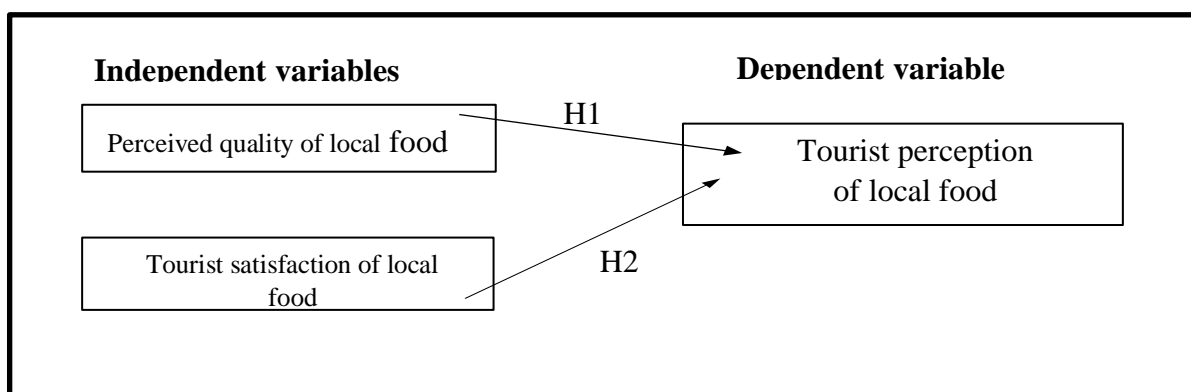 Independent variables
Dependent variable
Perceived quality of local food
H1
Tourist perception
of local food
Tourist satisfaction of local
food
H2